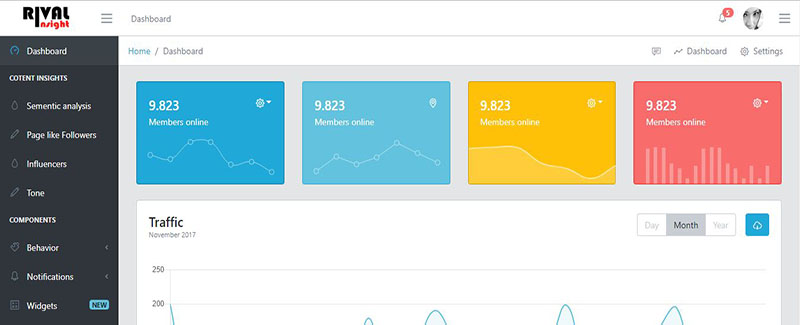 RIVAL
nsight
Dashboard
5
Dashboard
Home / Dashboard
Dashboard
Settings
COTENT INSIGHTS
Sementic analysis
Page like Followers
Influencers
Tone
COMPONENTS
Behavior
Notifications
Widgets NEW
9.823
Members online
9.823
Members online
9.823
Members online
9.823
Members online
Traffic
November 2017
Day Month Year
250
200